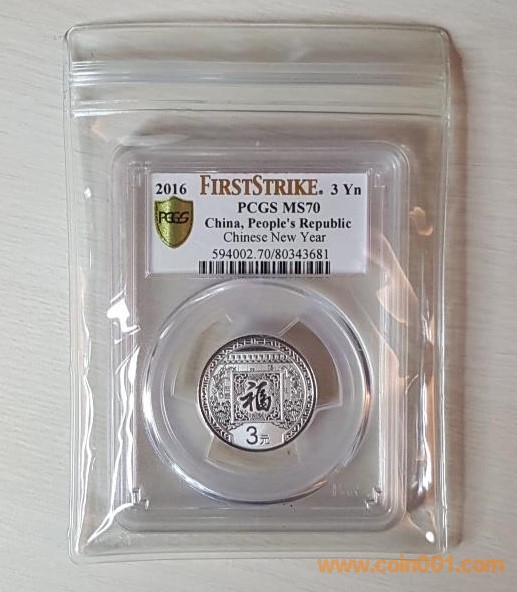 2016 FIRSTSTRIKE® 3 Yn
PCGS PCGS MS70
China, People's Republic
Chinese New Year
594002.70/80343681
福
3元
www.coin001.com